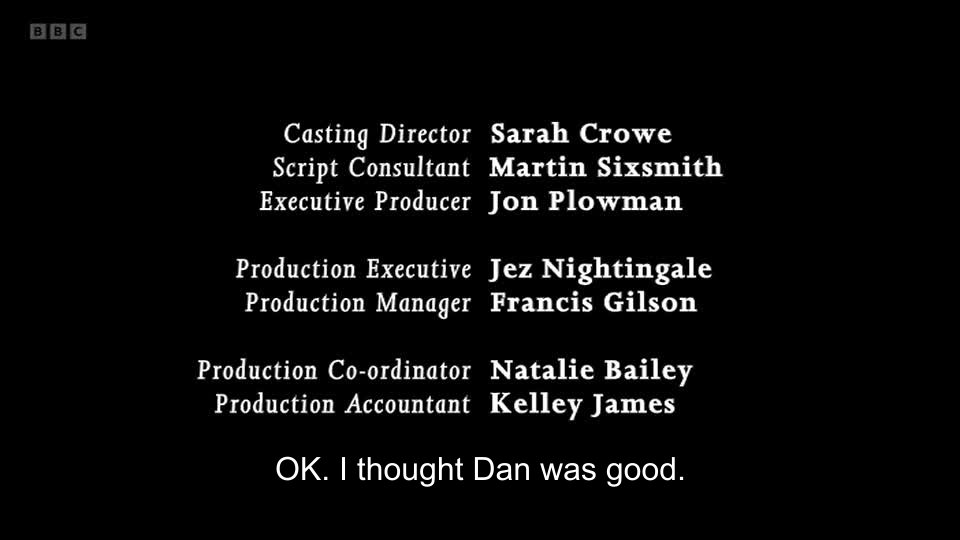 BBC
Casting Director Sarah Crowe
Script Consultant Martin Sixsmith
Executive Producer Jon Plowman
Production Executive Jez Nightingale
Production Manager Francis Gilson
Production Co-ordinator Natalie Bailey
Production Accountant Kelley James
OK. I thought Dan was good.